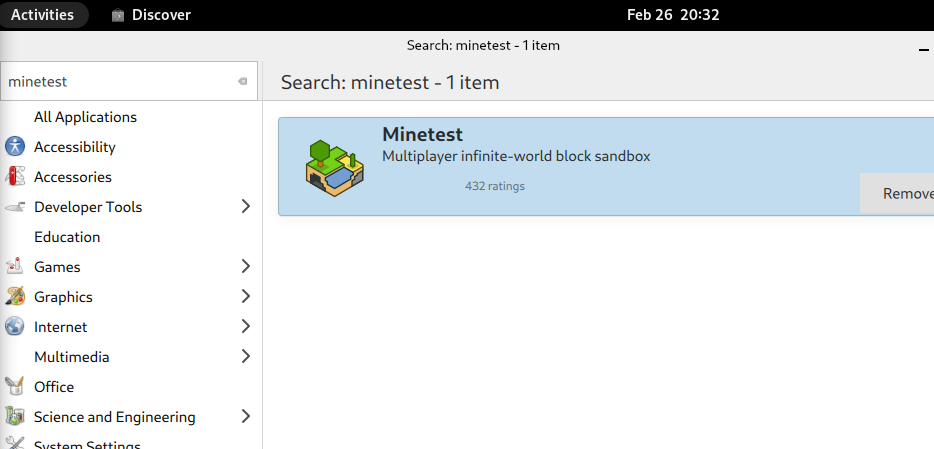 Activities
Discover
Feb 26 20:32
Search: minetest - 1 item
minetest
Search: minetest - 1 item
All Applications
Accessibility
Accessories
Developer Tools
Education
Games
Graphics
Internet
Multimedia
Office
Science and Engineering
System Settings
Minetest
Multiplayer infinite-world block sandbox
432 ratings
Remove